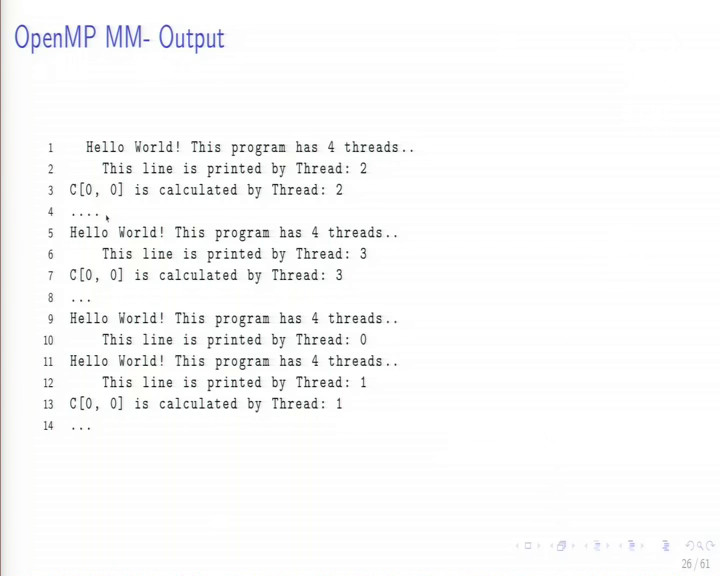 OpenMP MM- Output
1 Hello World! This program has 4 threads..
2 This line is printed by Thread: 2
3 C[0, 0] is calculated by Thread: 2
4 ....
5 Hello World! This program has 4 threads..
6 This line is printed by Thread: 3
7 C[0, 0] is calculated by Thread: 3
8 ...
9 Hello World! This program has 4 threads..
10 This line is printed by Thread: 0
11 Hello World! This program has 4 threads..
12 This line is printed by Thread: 1
13 C[0, 0] is calculated by Thread: 1
14 ...
26/61